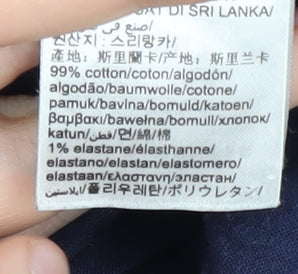 DI SRI LANKA/
صنع في/
원산지 : 스리랑카/
產地: 斯里蘭卡/产地: 斯里兰卡
99% cotton/coton/algodón/
algodão/baumwolle/cotone/
pamuk/bavlna/bomuld/katoen/
βαμβάκι/bawełna/bomull/хлопок/
katun/قطن/면/綿/棉
1% elastane/élasthanne/
elastano/elastan/elastomero/
elastaan/ελασταvη/эластан/
ايلاستين/폴리우레탄/ポリウレタン/